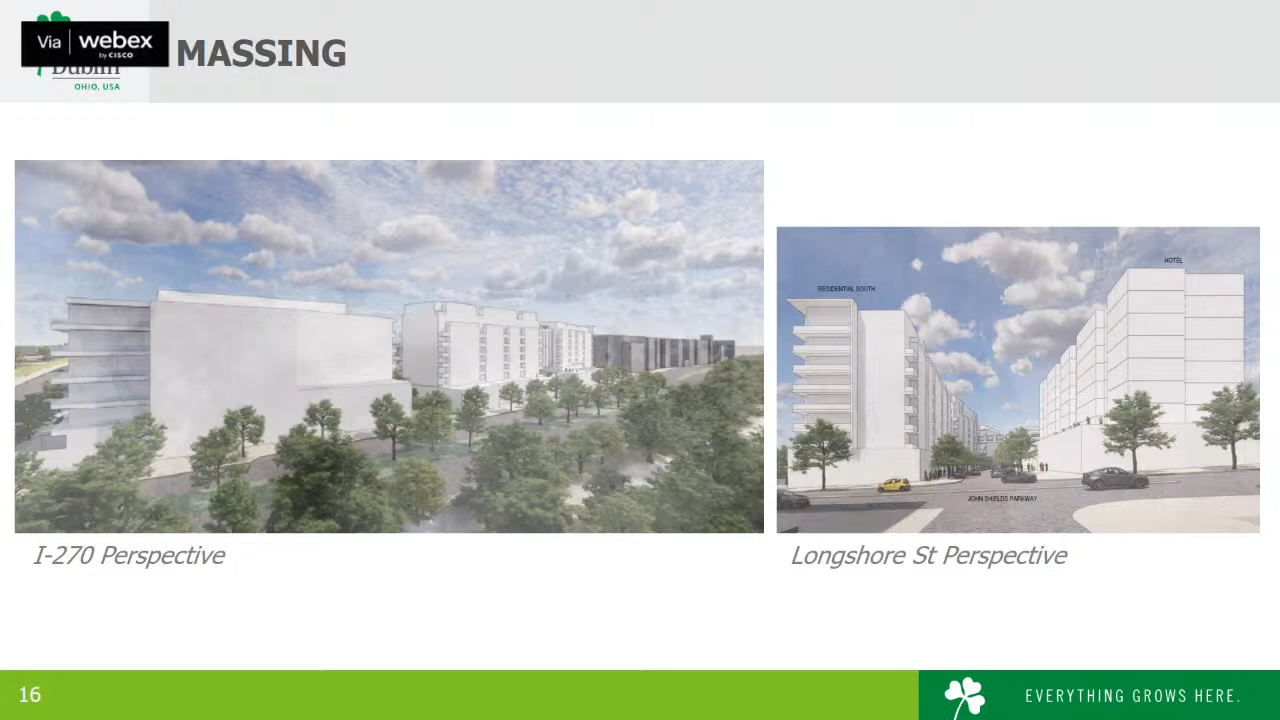 Via webex
by CISCO
Dublin
OHIO, USA
MASSING
RESIDENTIAL SOUTH
HOTEL
JOHN SHIELDS PARKWAY
I-270 Perspective
Longshore St Perspective
16
EVERYTHING GROWS HERE.